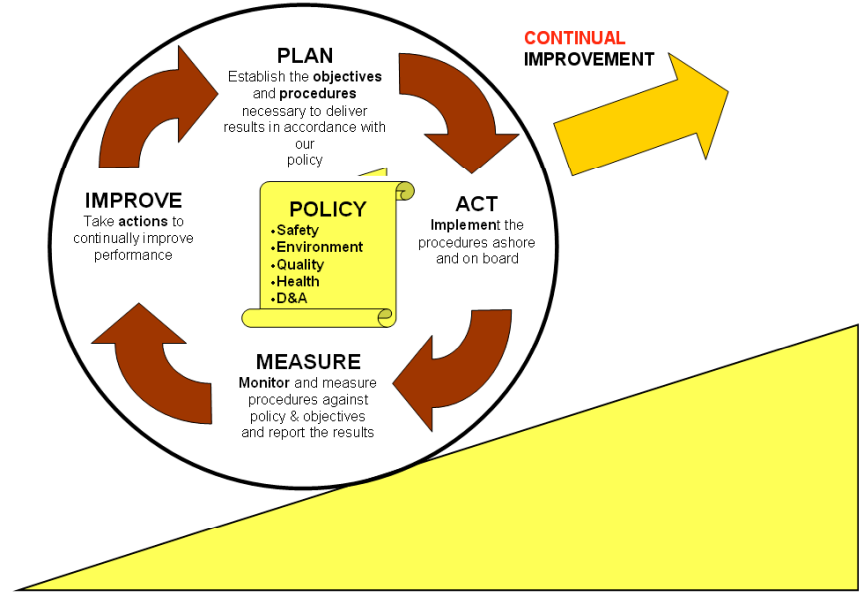 CONTINUAL
IMPROVEMENT
PLAN
Establish the objectives
and procedures
necessary to deliver
results in accordance with
our
policy
IMPROVE
Take actions to
continually improve
performance
POLICY
•Safety
•Environment
•Quality
•Health
•D&A
ACT
Implement the
procedures ashore
and on board
MEASURE
Monitor and measure
procedures against
policy & objectives
and report the results